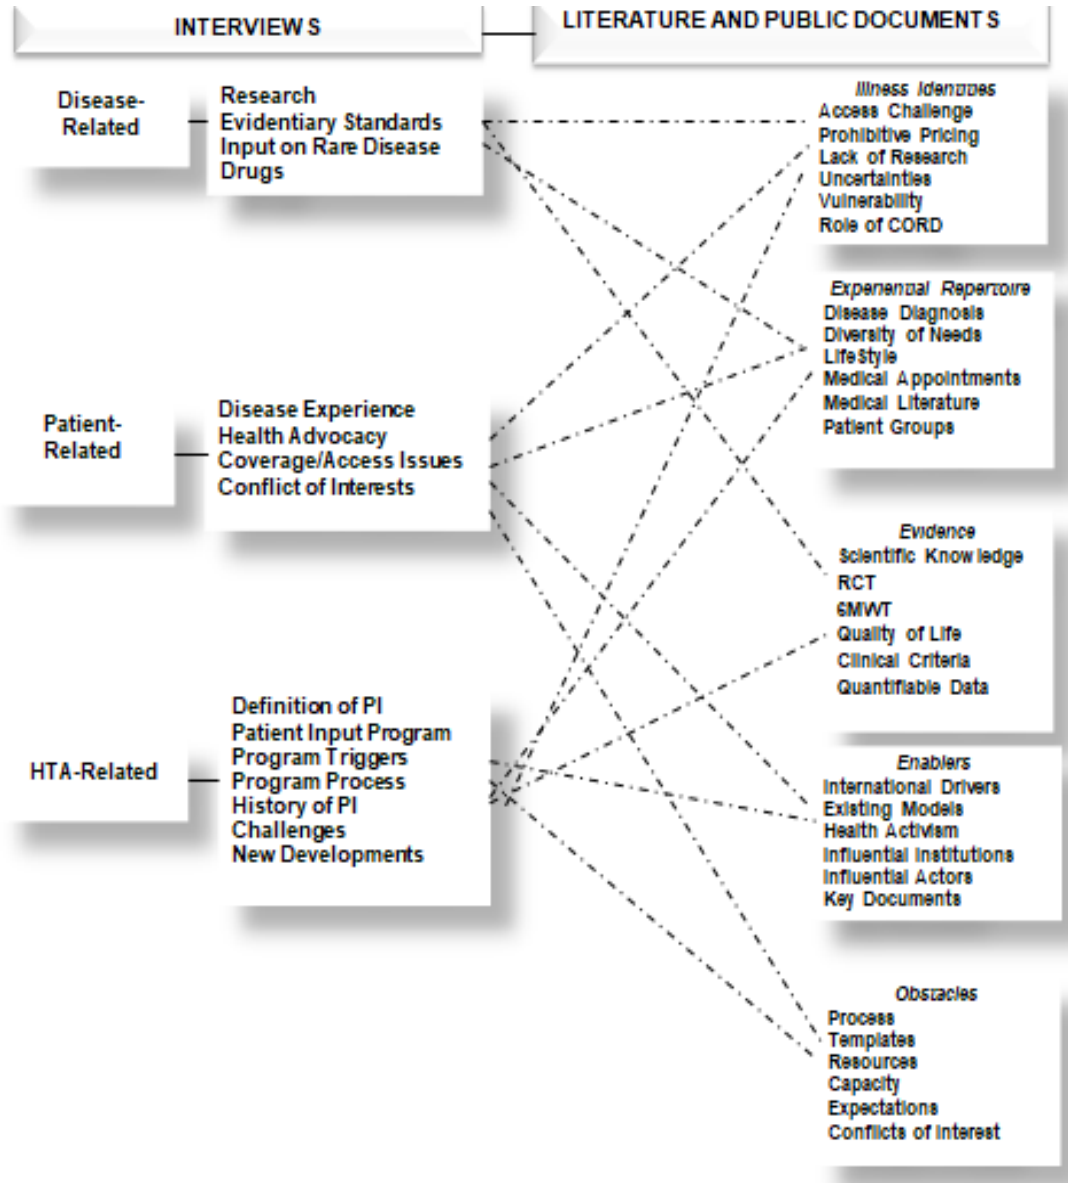 INTERVIEWS
LITERATURE AND PUBLIC DOCUMENTS
Disease-
Related
Research
Evidentiary Standards
Input on Rare Disease
Drugs
Patient-
Related
Disease Experience
Health Advocacy
Coverage/Access Issues
Conflict of Interests
HTA-Related
Definition of PI
Patient Input Program
Program Triggers
Program Process
History of PI
Challenges
New Developments
Illness Identities
Access Challenge
Prohibitive Pricing
Lack of Research
Uncertainties
Vulnerability
Role of CORD
Experiential Repertoire
Disease Diagnosis
Diversity of Needs
LifeStyle
Medical Appointments
Medical Literature
Patient Groups
Evidence
Scientific Knowledge
RCT
6MWT
Quality of Life
Clinical Criteria
Quantifiable Data
Enablers
International Drivers
Existing Models
Health Activism
Influential Institutions
Influential Actors
Key Documents
Obstacles
Process
Templates
Resources
Capacity
Expectations
Conflicts of Interest